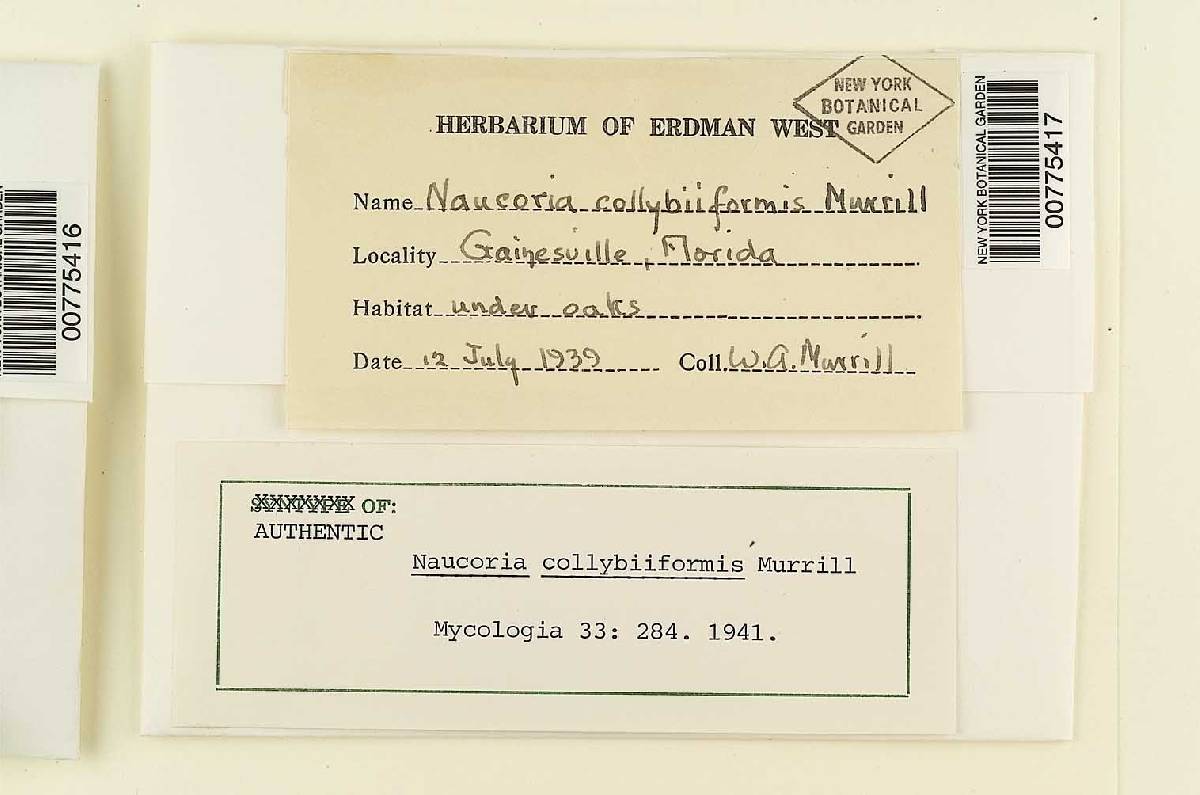 NEW YORK
BOTANICAL
GARDEN
HERBARIUM OF ERDMAN WEST
Name Naucoria collybiiformis Murrill
Locality Gainesville, Florida
Habitat under oaks
Date 12 July 1939 Coll. W.A. Murrill
NEW YORK BOTANICAL GARDEN
00775417
00775416
OF:
AUTHENTIC
Naucoria collybiiformis Murrill
Mycologia 33: 284. 1941.